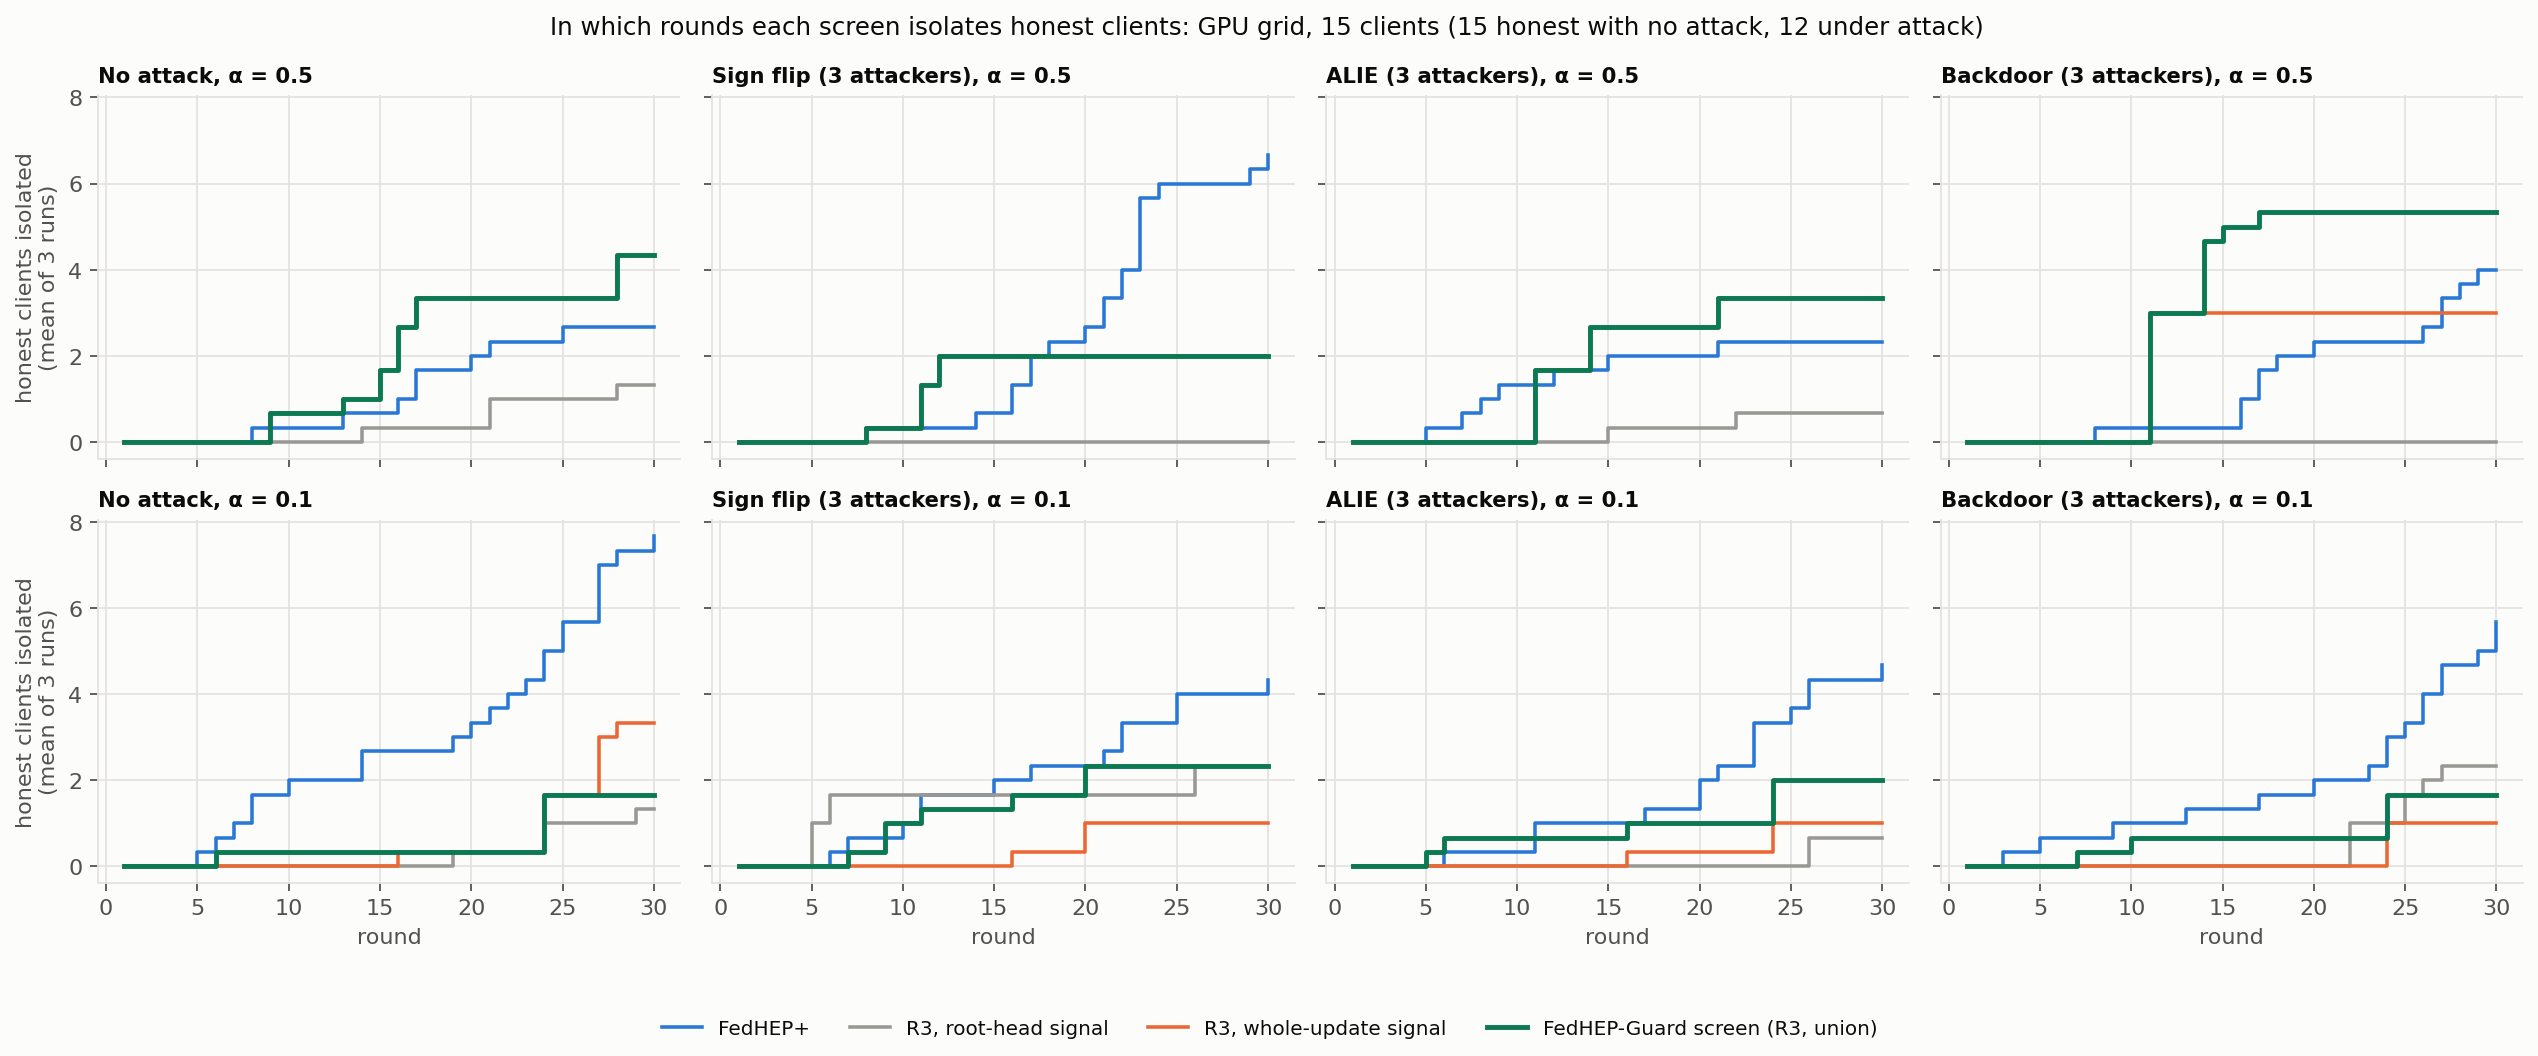 In which rounds each screen isolates honest clients: GPU grid, 15 clients (15 honest with no attack, 12 under attack)
No attack, α = 0.5
Sign flip (3 attackers), α = 0.5
ALIE (3 attackers), α = 0.5
Backdoor (3 attackers), α = 0.5
honest clients isolated
(mean of 3 runs)
8
6
4
2
0
No attack, α = 0.1
Sign flip (3 attackers), α = 0.1
ALIE (3 attackers), α = 0.1
Backdoor (3 attackers), α = 0.1
honest clients isolated
(mean of 3 runs)
8
6
4
2
0
0 5 10 15 20 25 30
0 5 10 15 20 25 30
0 5 10 15 20 25 30
0 5 10 15 20 25 30
round
round
round
round
FedHEP+
R3, root-head signal
R3, whole-update signal
FedHEP-Guard screen (R3, union)